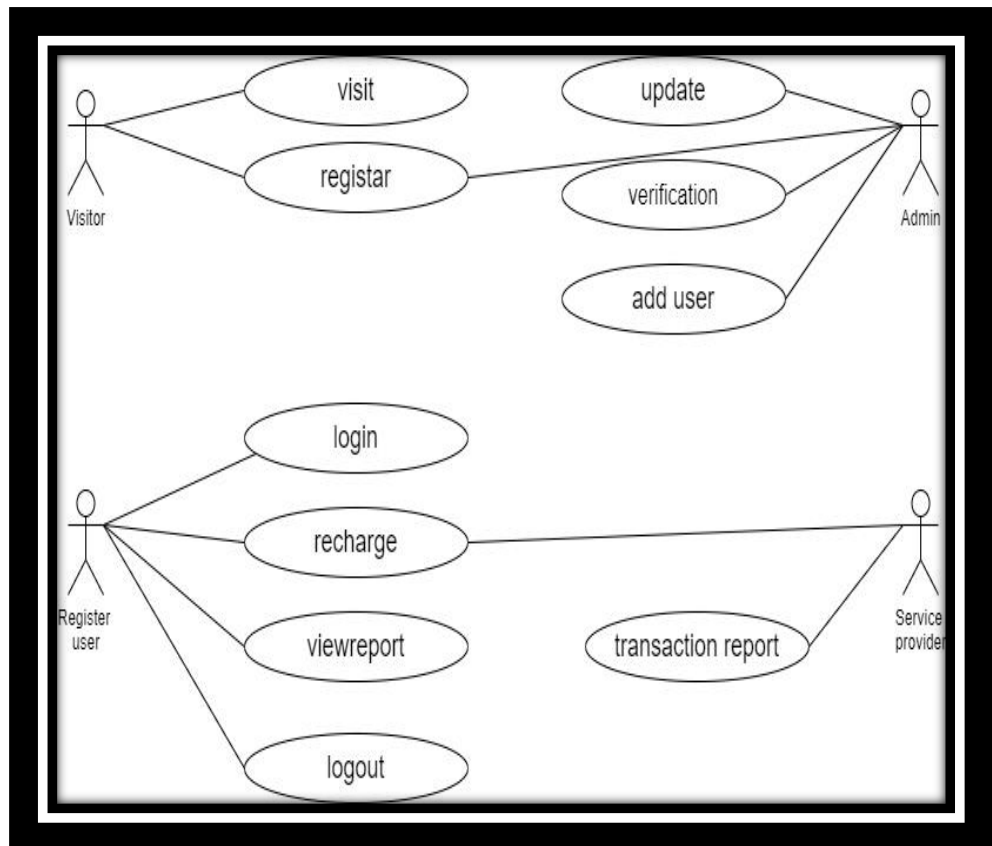 visit
update
registar
verification
Visitor
Admin
add user
login
recharge
Register
user
Service
provider
viewreport
transaction report
logout